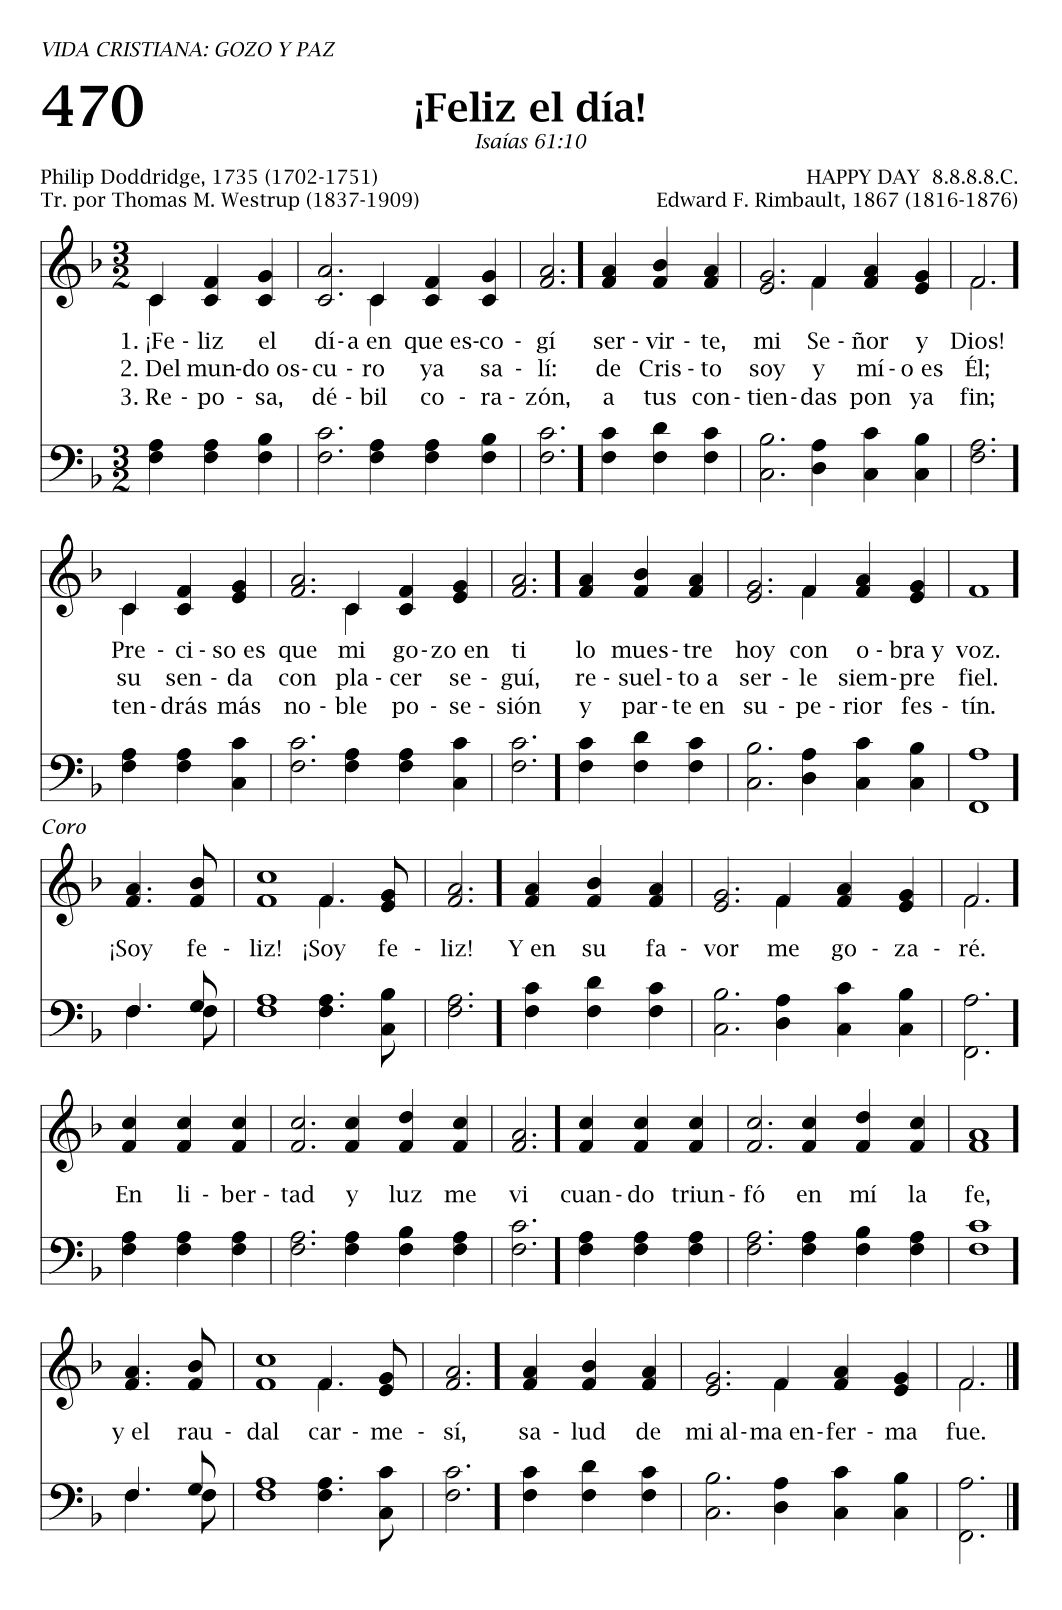 VIDA CRISTIANA: GOZO Y PAZ
470
¡Feliz el día!
Isaías 61:10
Philip Doddridge, 1735 (1702-1751)
Tr. por Thomas M. Westrup (1837-1909)
HAPPY DAY 8.8.8.8.C.
Edward F. Rimbault, 1867 (1816-1876)
3
2
1. ¡Fe - liz el dí - a en que es - co - gí ser - vir - te, mi Se - ñor y Dios!
2. Del mun - do os - cu - ro ya sa - lí: de Cris - to soy y mí - o es Él;
3. Re - po - sa, dé - bil co - ra - zón, a tus con - tien - das pon ya fin;
3
2
Pre - ci - so es que mi go - zo en ti lo mues - tre hoy con o - bra y voz.
su sen - da con pla - cer se - guí, re - suel - to a ser - le siem - pre fiel.
ten - drás más no - ble po - se - sión y par - te en su - pe - rior fes - tín.
Coro
¡Soy fe - liz! ¡Soy fe - liz! Y en su fa - vor me go - za - ré.
En li - ber - tad y luz me vi cuan - do triun - fó en mí la fe,
y el rau - dal car - me - sí, sa - lud de mi al - ma en - fer - ma fue.